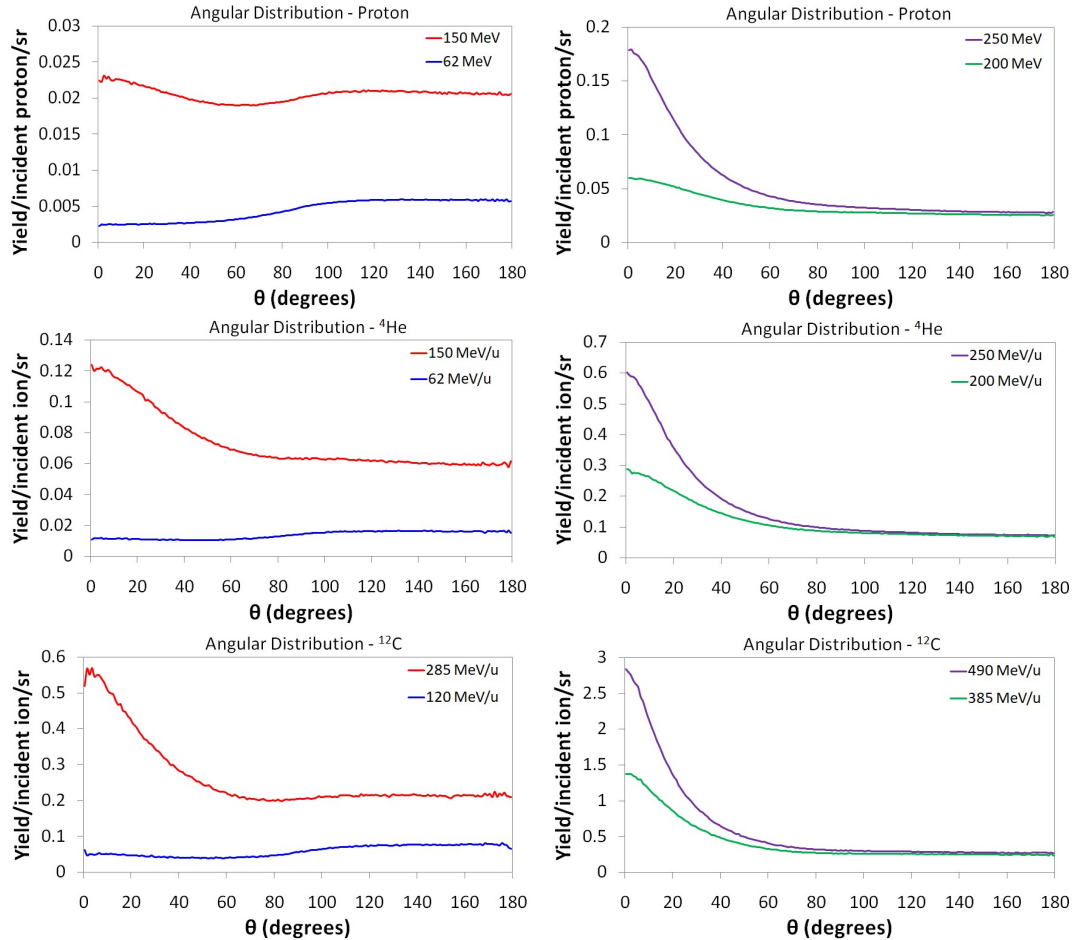 Angular Distribution - Proton
Yield/incident proton/sr
0.03
0.025
0.02
0.015
0.01
0.005
0
150 MeV
62 MeV
0 20 40 60 80 100 120 140 160 180
θ (degrees)
Angular Distribution - Proton
Yield/incident proton/sr
0.2
0.15
0.1
0.05
0
250 MeV
200 MeV
0 20 40 60 80 100 120 140 160 180
θ (degrees)
Angular Distribution - ⁴He
Yield/incident ion/sr
0.14
0.12
0.1
0.08
0.06
0.04
0.02
0
150 MeV/u
62 MeV/u
0 20 40 60 80 100 120 140 160 180
θ (degrees)
Angular Distribution - ⁴He
Yield/incident ion/sr
0.7
0.6
0.5
0.4
0.3
0.2
0.1
0
250 MeV/u
200 MeV/u
0 20 40 60 80 100 120 140 160 180
θ (degrees)
Angular Distribution - ¹²C
Yield/incident ion/sr
0.6
0.5
0.4
0.3
0.2
0.1
0
285 MeV/u
120 MeV/u
0 20 40 60 80 100 120 140 160 180
θ (degrees)
Angular Distribution - ¹²C
Yield/incident ion/sr
3
2.5
2
1.5
1
0.5
0
490 MeV/u
385 MeV/u
0 20 40 60 80 100 120 140 160 180
θ (degrees)